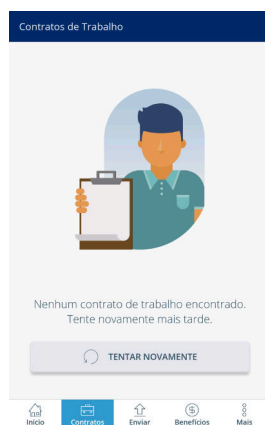 Contratos de Trabalho
Nenhum contrato de trabalho encontrado.
Tente novamente mais tarde.
TENTAR NOVAMENTE
Início Contratos Enviar Benefícios Mais